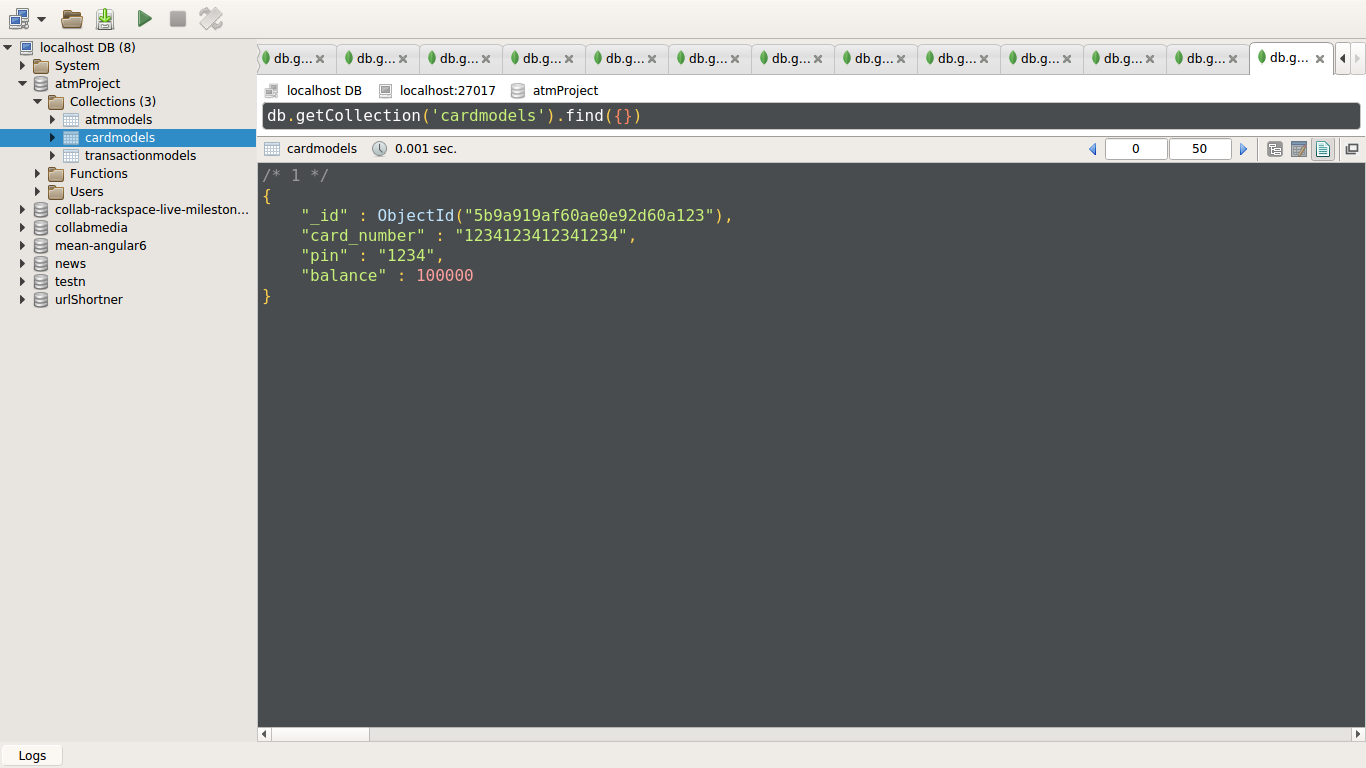 localhost DB (8)
System
atmProject
Collections (3)
atmmodels
cardmodels
transactionmodels
Functions
Users
collab-rackspace-live-mileston...
collabmedia
mean-angular6
news
testn
urlShortner
db.g... db.g... db.g... db.g... db.g... db.g... db.g... db.g... db.g... db.g... db.g... db.g... db.g...
localhost DB localhost:27017 atmProject
db.getCollection('cardmodels').find({})
cardmodels 0.001 sec. 0 50
/* 1 */
{
"_id" : ObjectId("5b9a919af60ae0e92d60a123"),
"card_number" : "1234123412341234",
"pin" : "1234",
"balance" : 100000
}
Logs